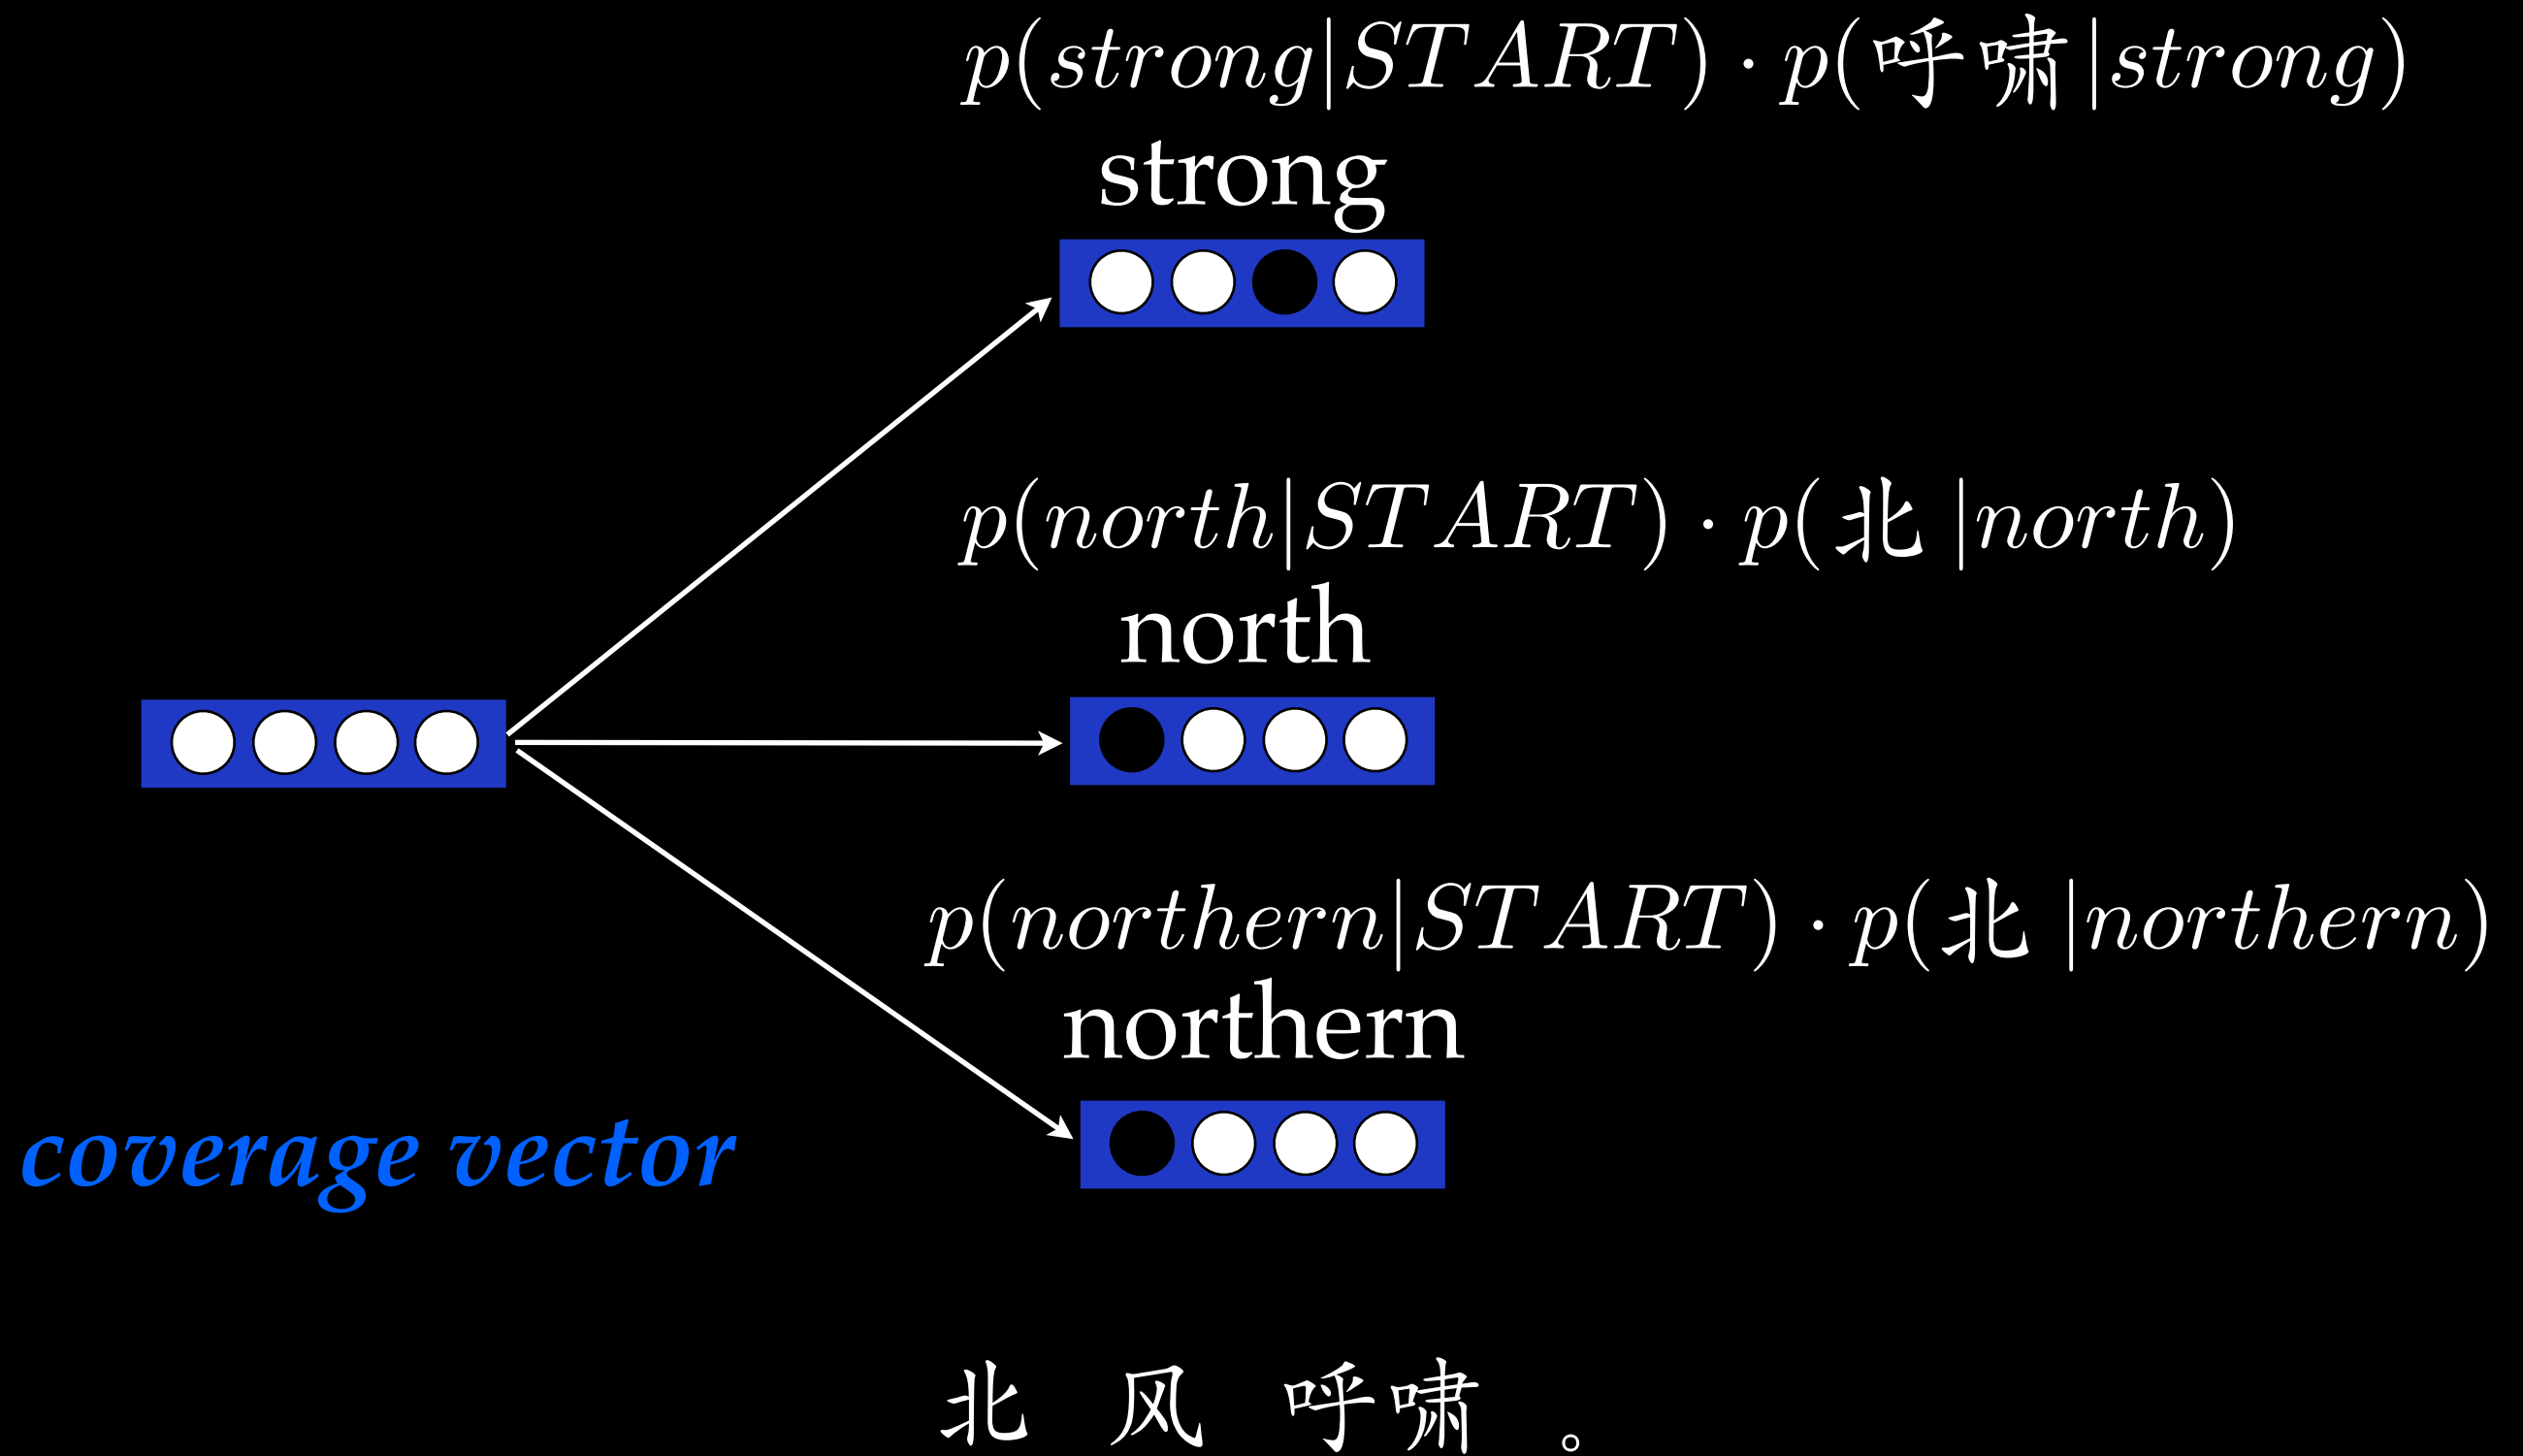 p(strong|START) · p(呼啸|strong)
strong
p(north|START) · p(北|north)
north
p(northern|START) · p(北|northern)
northern
coverage vector
北 风 呼啸 。